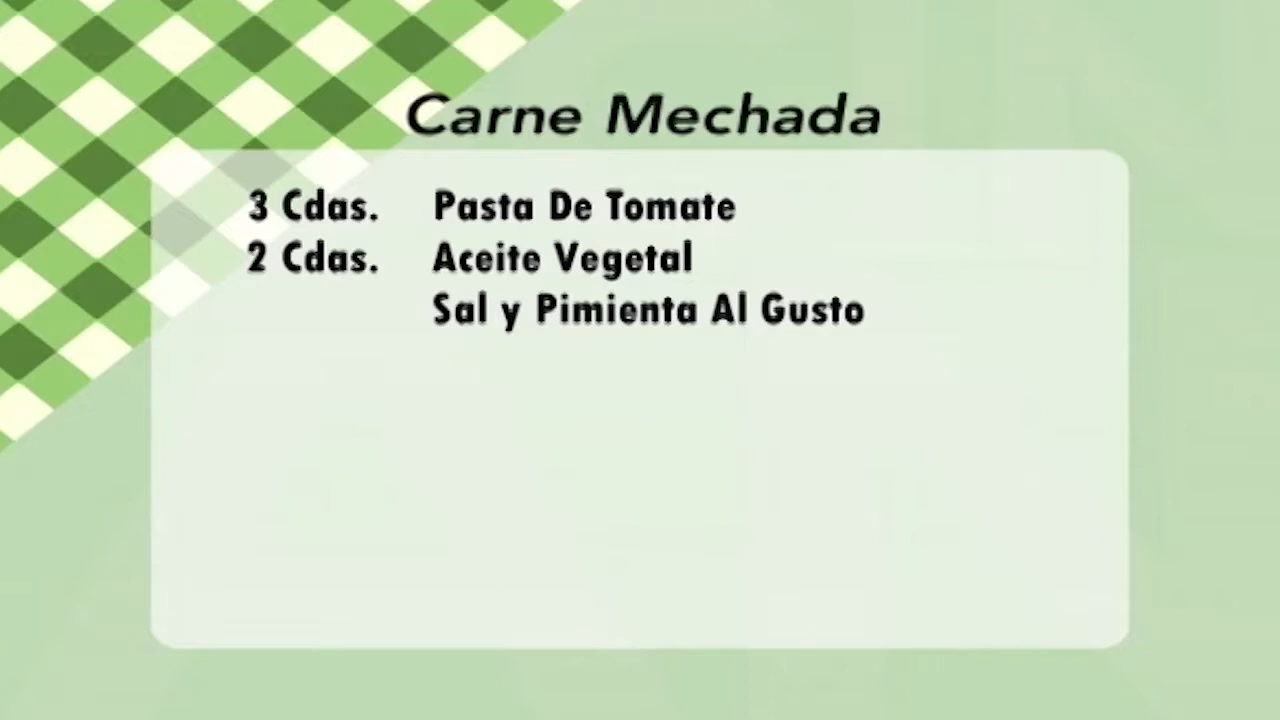 Carne Mechada
3 Cdas. Pasta De Tomate
2 Cdas. Aceite Vegetal
Sal y Pimienta Al Gusto